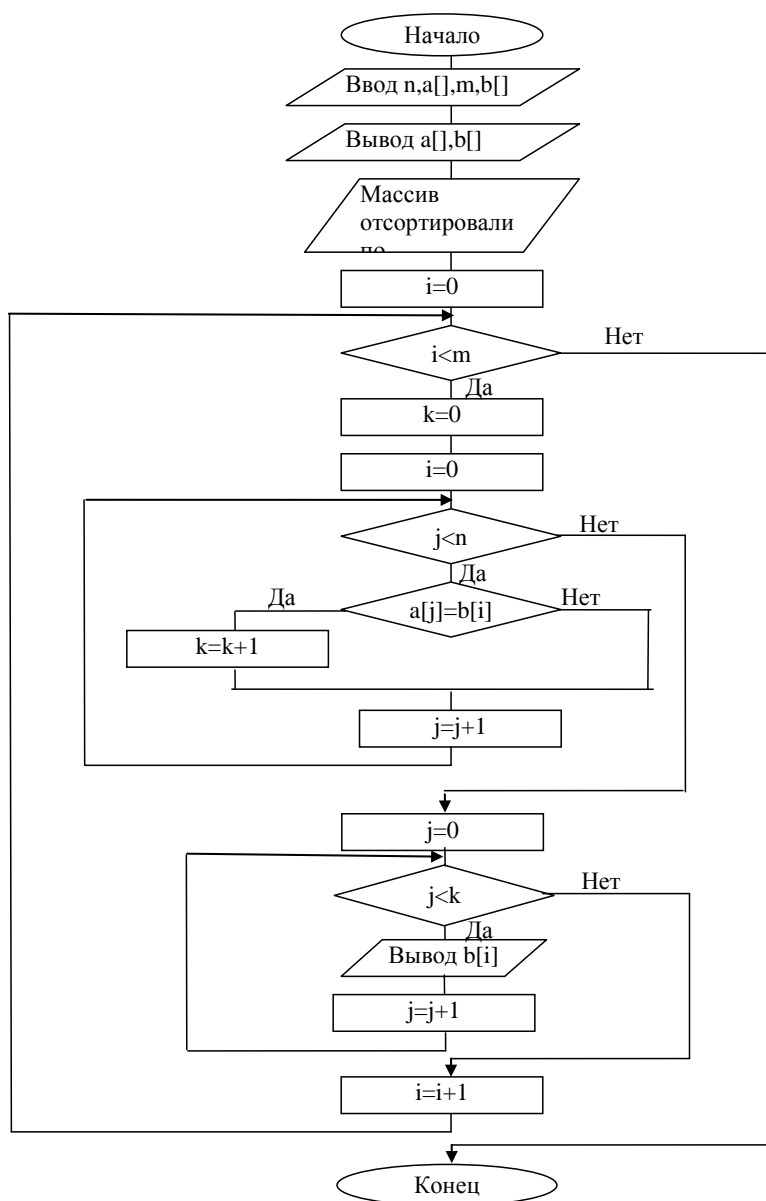 Начало
Ввод n,a[],m,b[]
Вывод a[],b[]
Массив
отсортировали
по
i=0
i<m
Нет
Да
k=0
i=0
j<n
Нет
Да
Да
a[j]=b[i]
Нет
k=k+1
j=j+1
j=0
j<k
Нет
Да
Вывод b[i]
j=j+1
i=i+1
Конец